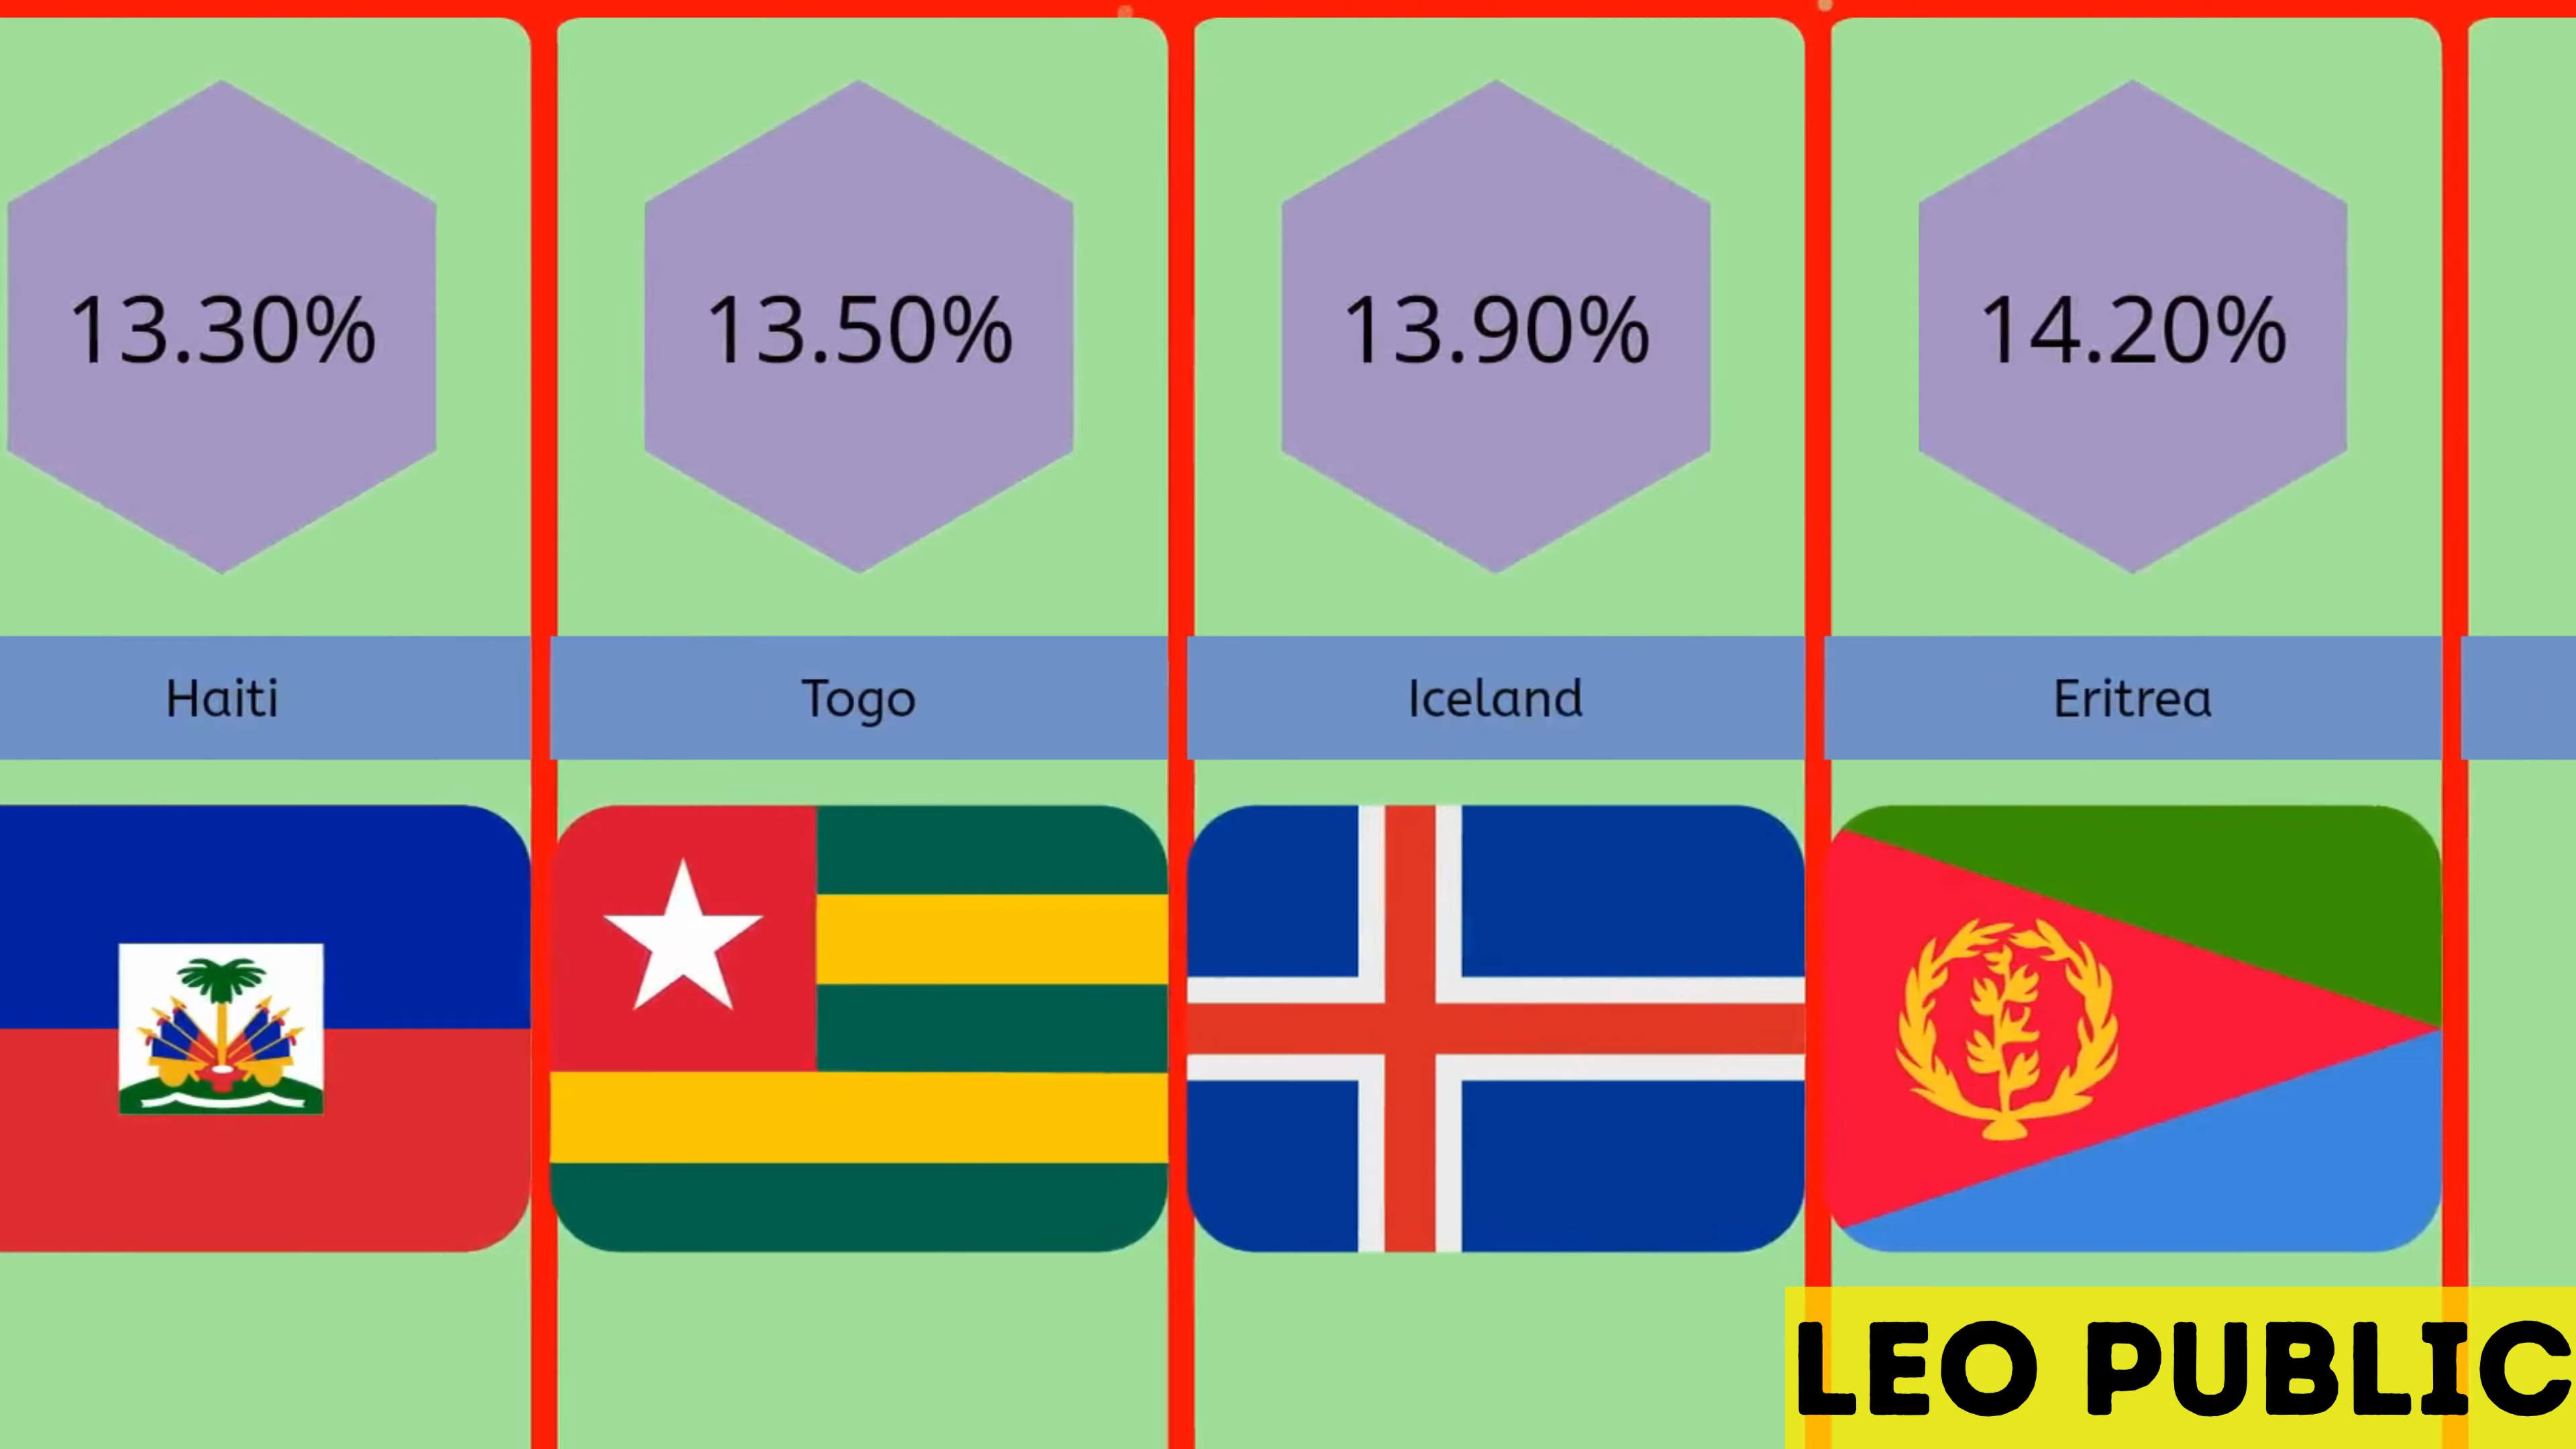 13.30%
13.50%
13.90%
14.20%
Haiti
Togo
Iceland
Eritrea
LEO PUBLIC